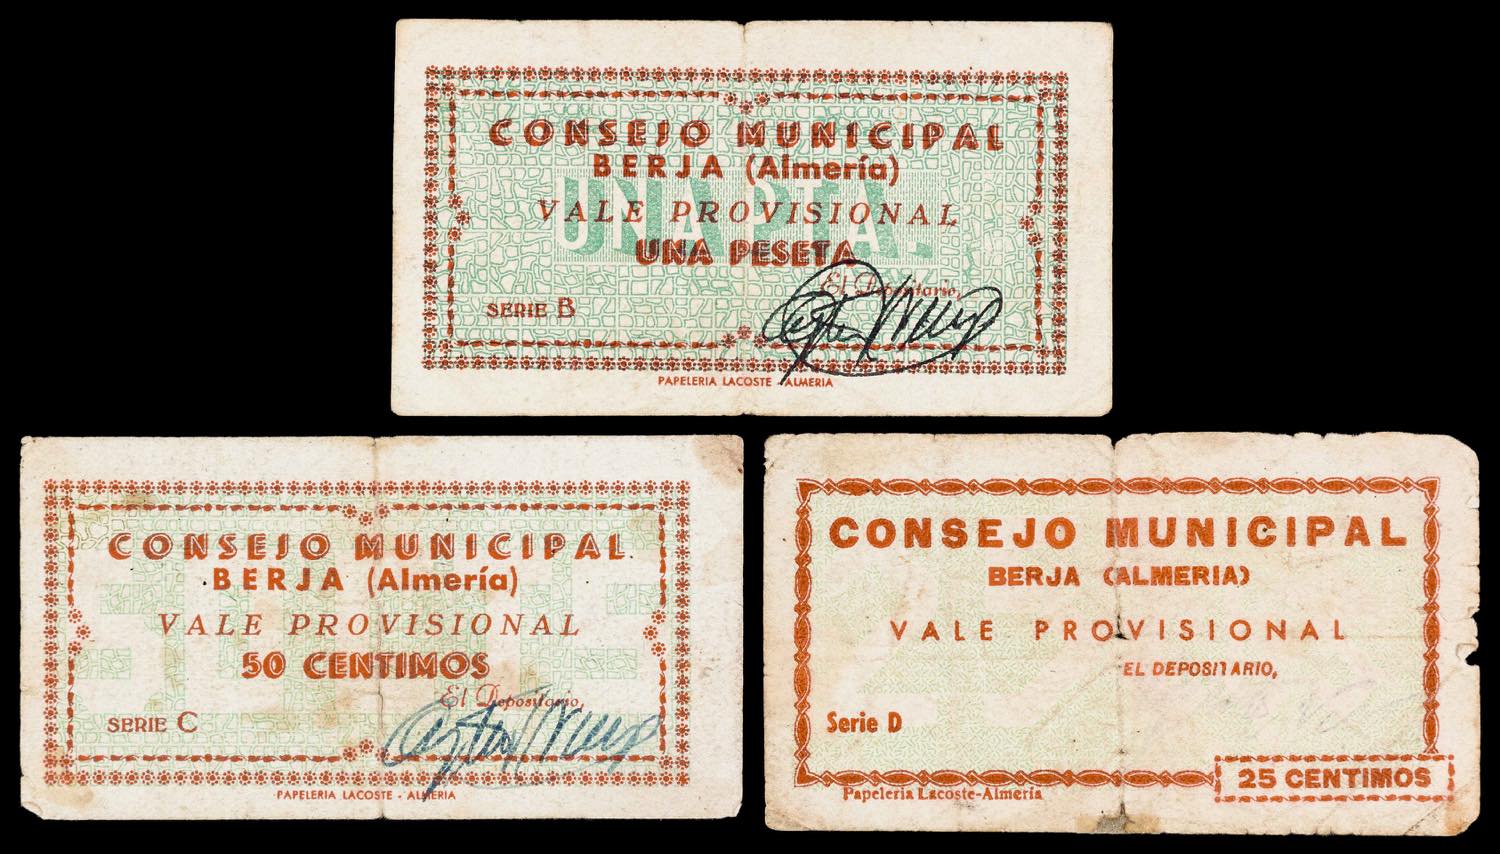 CONSEJO MUNICIPAL
BERJA (Almería)
UNA PTA.
VALE PROVISIONAL
UNA PESETA
El Depositario,
SERIE B
PAPELERIA LACOSTE - ALMERIA
CONSEJO MUNICIPAL
BERJA (Almería)
VALE PROVISIONAL
50 CENTIMOS
El Depositario,
SERIE C
PAPELERIA LACOSTE - ALMERIA
CONSEJO MUNICIPAL
BERJA (ALMERIA)
VALE PROVISIONAL
EL DEPOSITARIO,
Serie D
25 CENTIMOS
Papeleria Lacoste-Almería